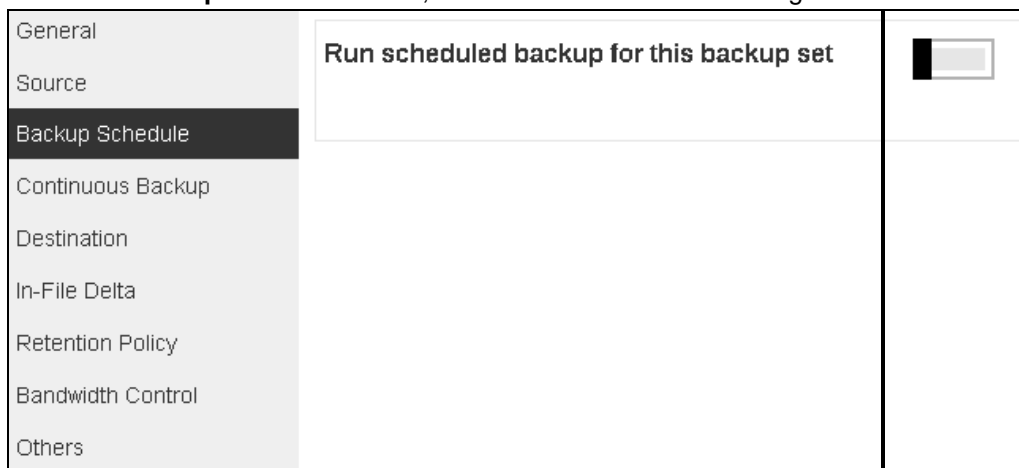 General
Source
Backup Schedule
Continuous Backup
Destination
In-File Delta
Retention Policy
Bandwidth Control
Others
Run scheduled backup for this backup set